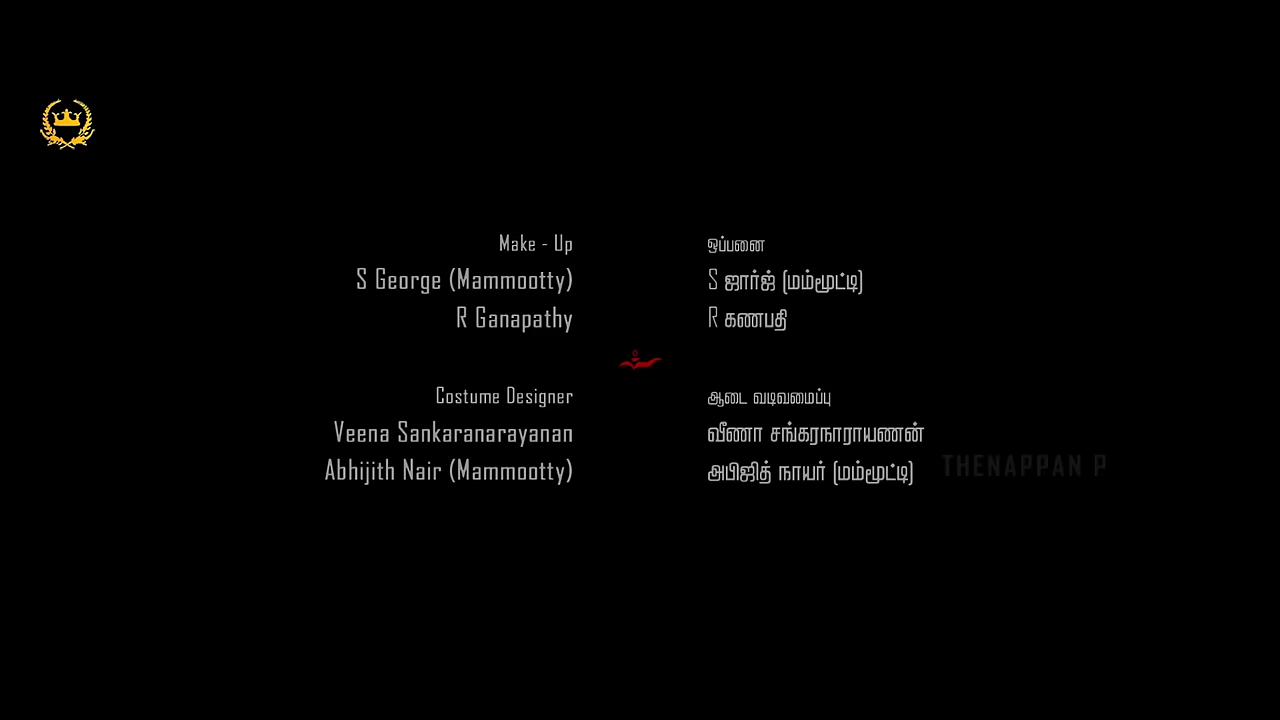 Make - Up
S George (Mammootty)
R Ganapathy
Costume Designer
Veena Sankaranarayanan
Abhijith Nair (Mammootty)
ஒப்பனை
S ஜார்ஜ் (மம்மூட்டி)
R கணபதி
ஆடை வடிவமைப்பு
வீணா சங்கரநாராயணன்
அபிஜித் நாயர் (மம்மூட்டி)
THENAPPAN P